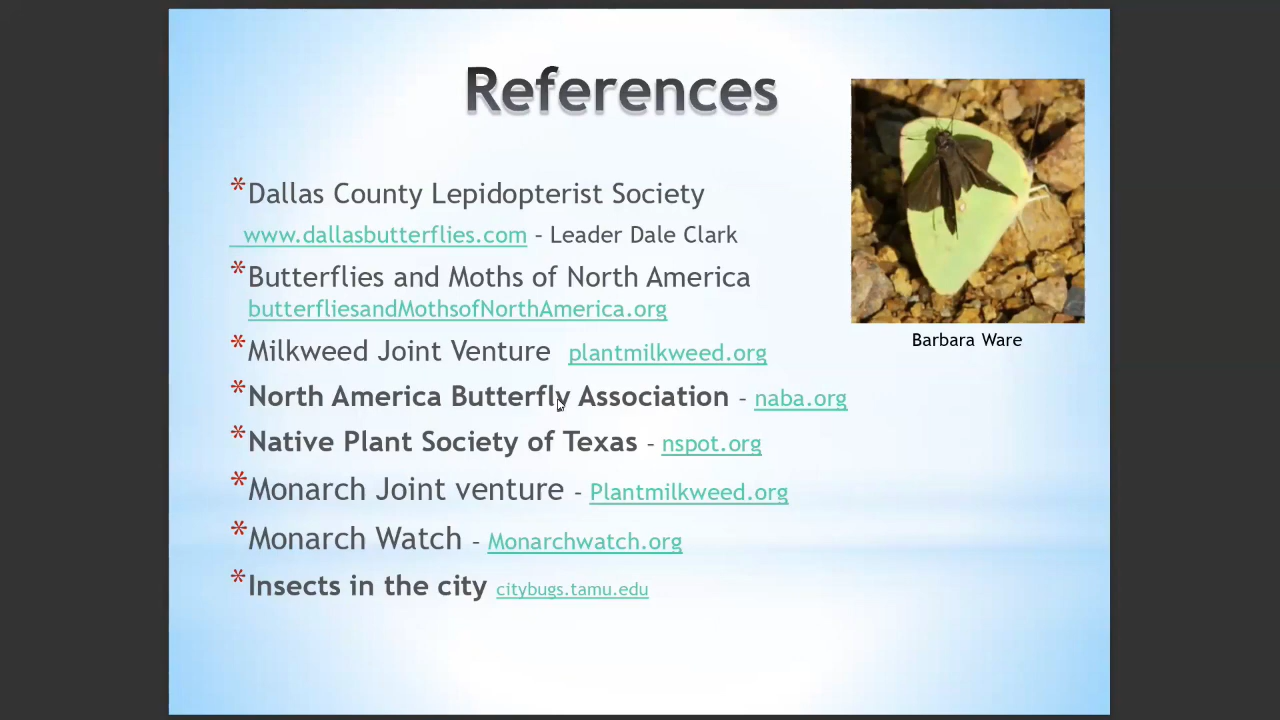 References
*Dallas County Lepidopterist Society
www.dallasbutterflies.com – Leader Dale Clark
*Butterflies and Moths of North America
butterfliesandMothsofNorthAmerica.org
*Milkweed Joint Venture plantmilkweed.org
*North America Butterfly Association – naba.org
*Native Plant Society of Texas – nspot.org
*Monarch Joint venture – Plantmilkweed.org
*Monarch Watch – Monarchwatch.org
*Insects in the city citybugs.tamu.edu
Barbara Ware